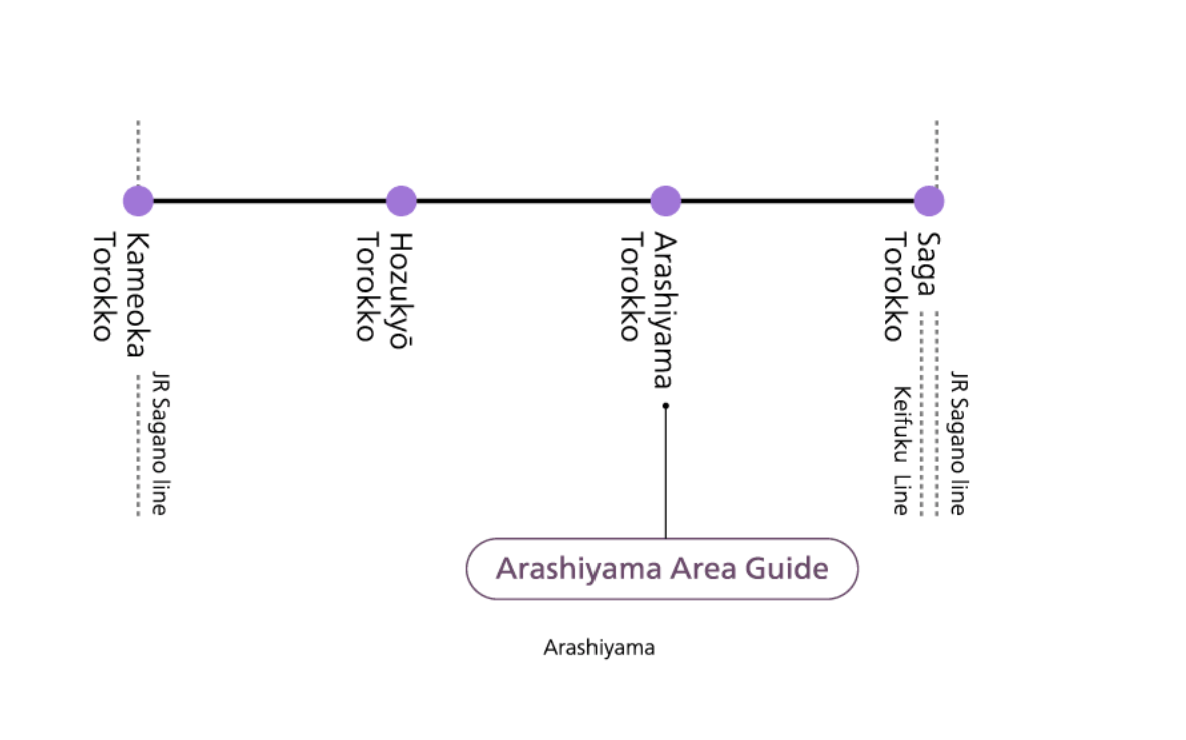 Kameoka
Torokko
JR Sagano line
Hozukyō
Torokko
Arashiyama
Torokko
Saga
Torokko
Keifuku Line
JR Sagano line
Arashiyama Area Guide
Arashiyama